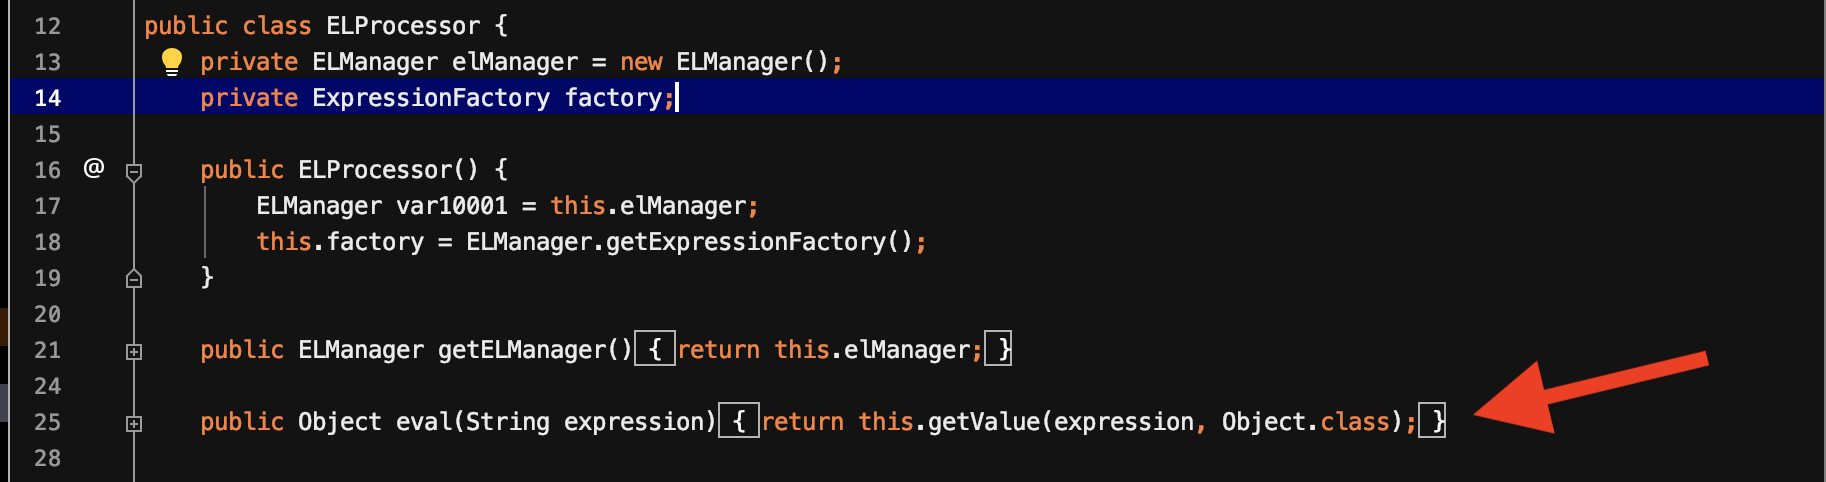 12 public class ELProcessor {
13 private ELManager elManager = new ELManager();
14 private ExpressionFactory factory;
15
16 @ public ELProcessor() {
17 ELManager var10001 = this.elManager;
18 this.factory = ELManager.getExpressionFactory();
19 }
20
21 public ELManager getELManager() { return this.elManager; }
24
25 public Object eval(String expression) { return this.getValue(expression, Object.class); }
28